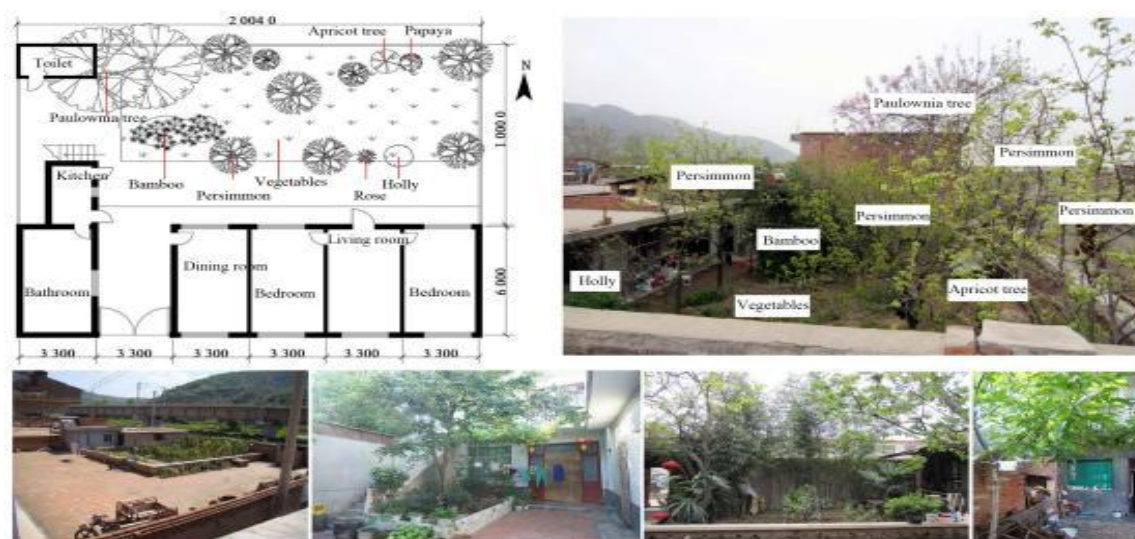 2 004 0
Apricot tree
Papaya
Toilet
N
Paulownia tree
1 000 0
Kitchen
Bamboo
Persimmon
Vegetables
Rose
Holly
Living room
Dining room
Bathroom
Bedroom
Bedroom
6 000
3 300
3 300
3 300
3 300
3 300
3 300
Paulownia tree
Persimmon
Persimmon
Persimmon
Persimmon
Bamboo
Holly
Apricot tree
Vegetables